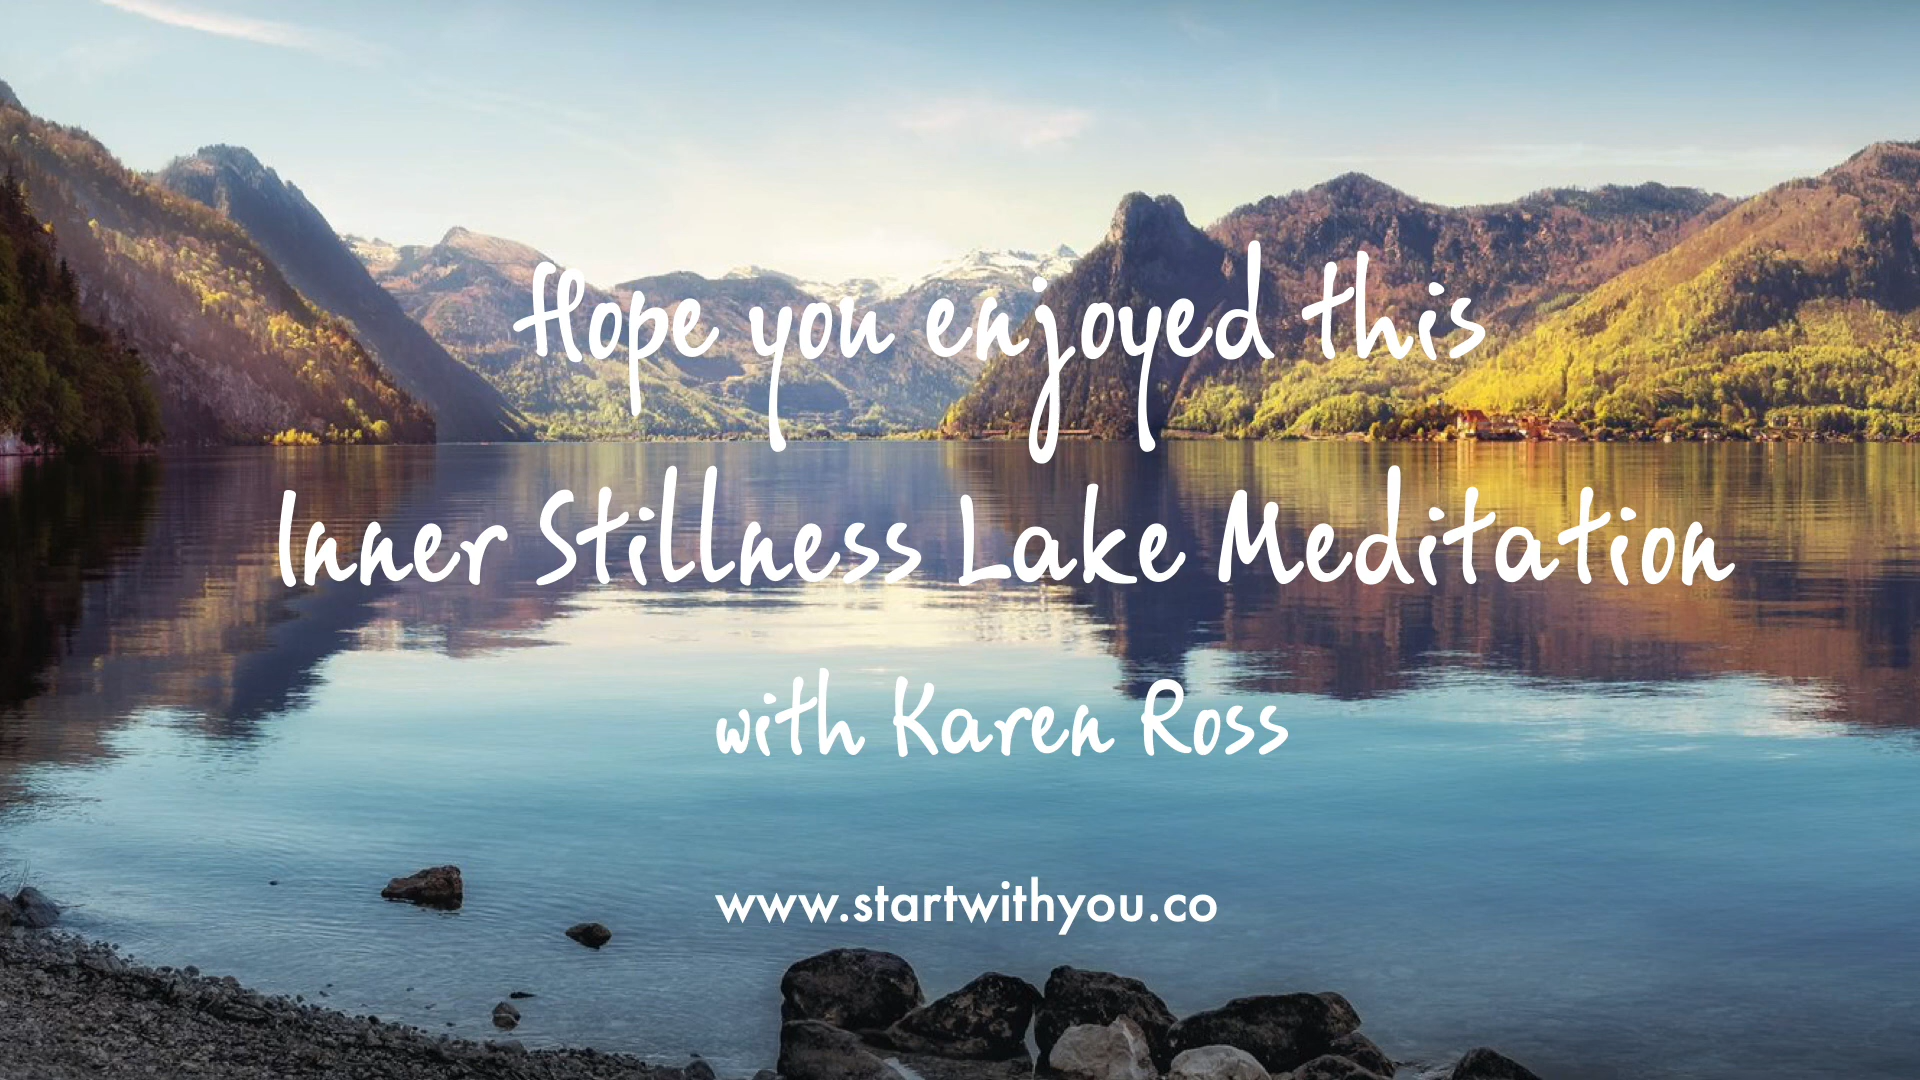 Hope you enjoyed this
Inner Stillness Lake Meditation
with Karen Ross
www.startwithyou.co